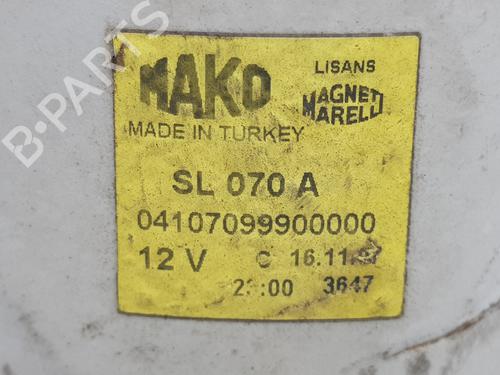 B-PARTS
MAKO
LISANS
MAGNETI
MARELLI
MADE IN TURKEY
SL 070 A
04107099900000
12 V C
3647